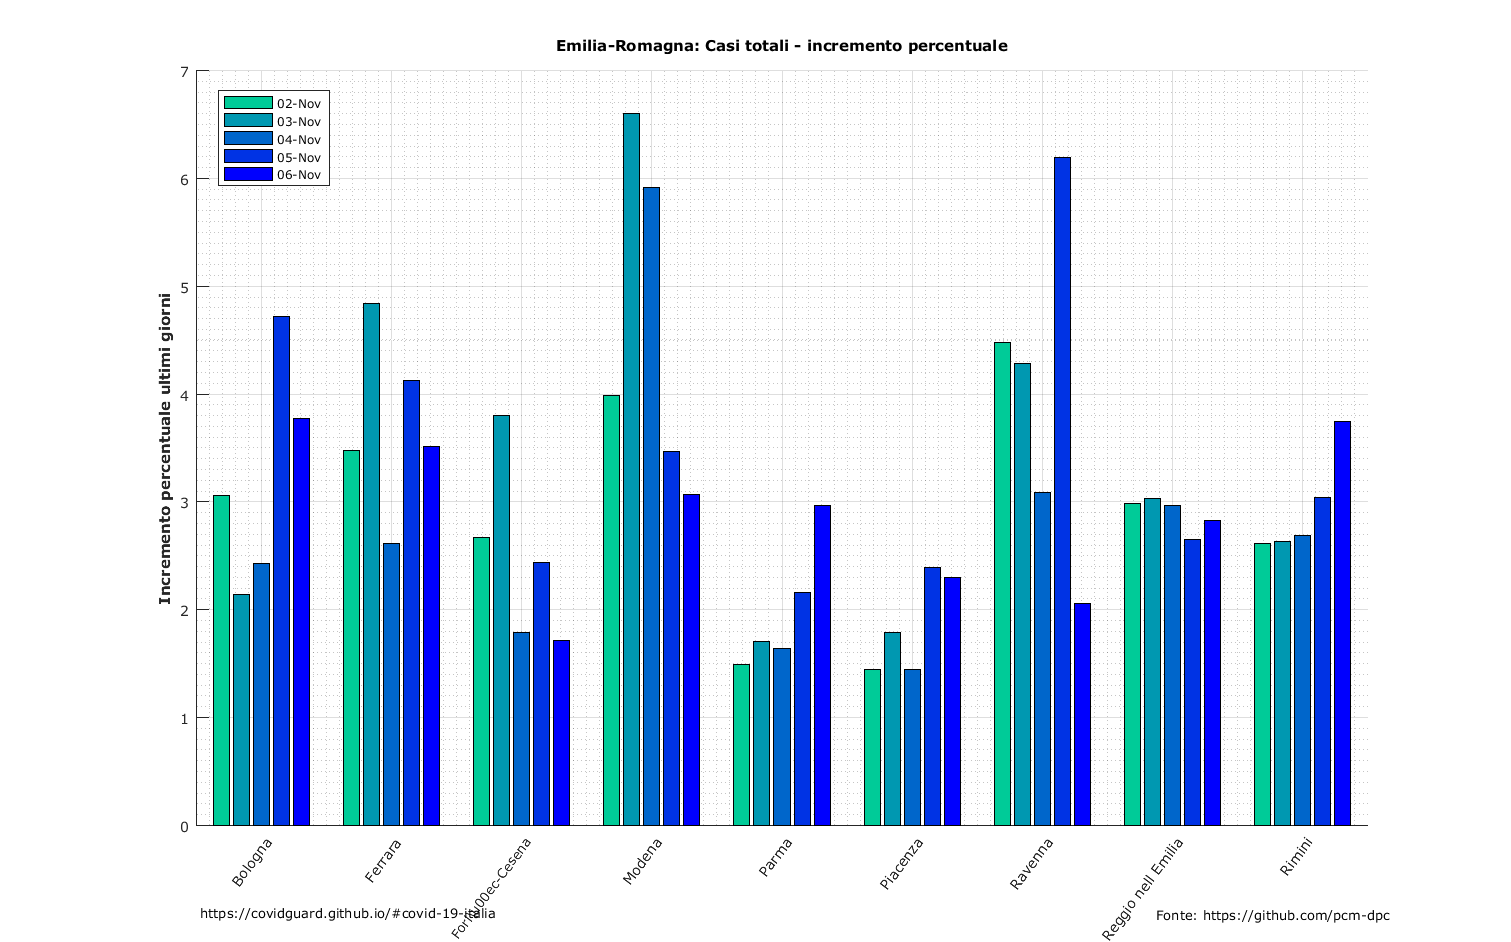 Emilia-Romagna: Casi totali - incremento percentuale
7
6
5
4
3
2
1
0
Incremento percentuale ultimi giorni
02-Nov
03-Nov
04-Nov
05-Nov
06-Nov
Bologna
Ferrara
Forl\u00ec-Cesena
Modena
Parma
Piacenza
Ravenna
Reggio nell Emilia
Rimini
https://covidguard.github.io/#covid-19-italia
Fonte: https://github.com/pcm-dpc